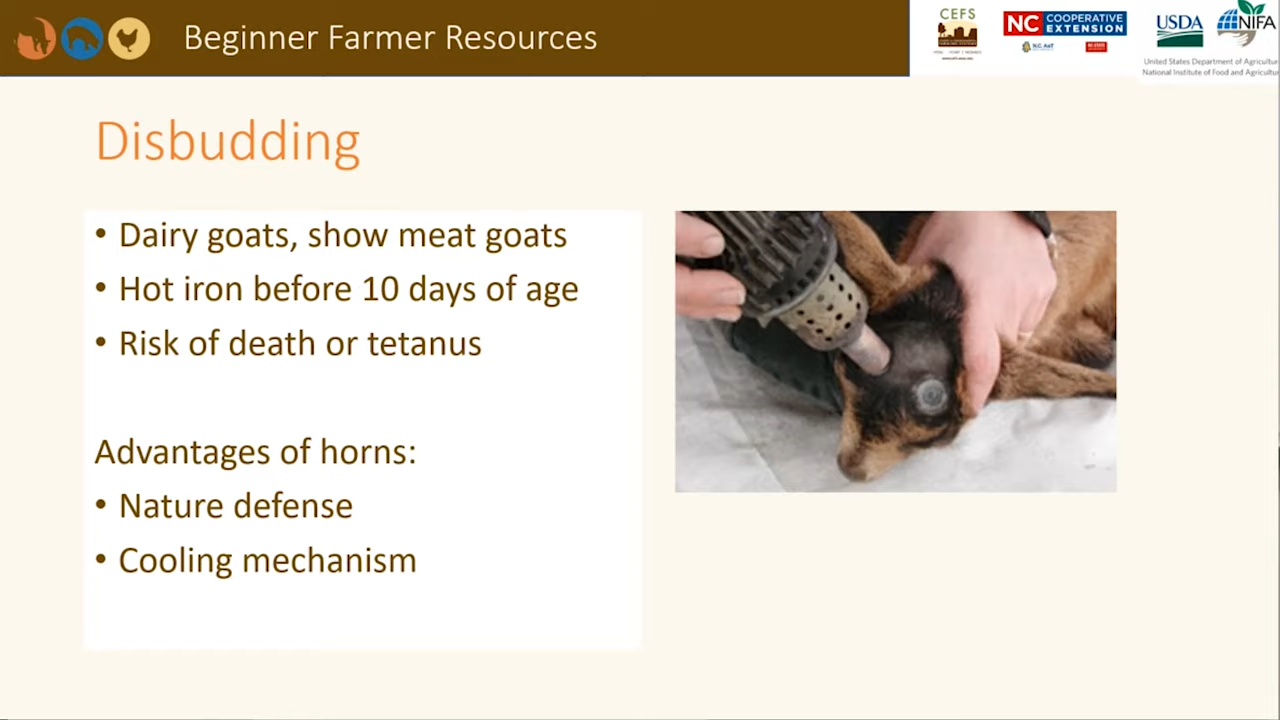 Beginner Farmer Resources
CEFS
NC COOPERATIVE
EXTENSION
USDA
NIFA
United States Department of Agricultur
National Institute of Food and Agricultur
Disbudding
• Dairy goats, show meat goats
• Hot iron before 10 days of age
• Risk of death or tetanus
Advantages of horns:
• Nature defense
• Cooling mechanism